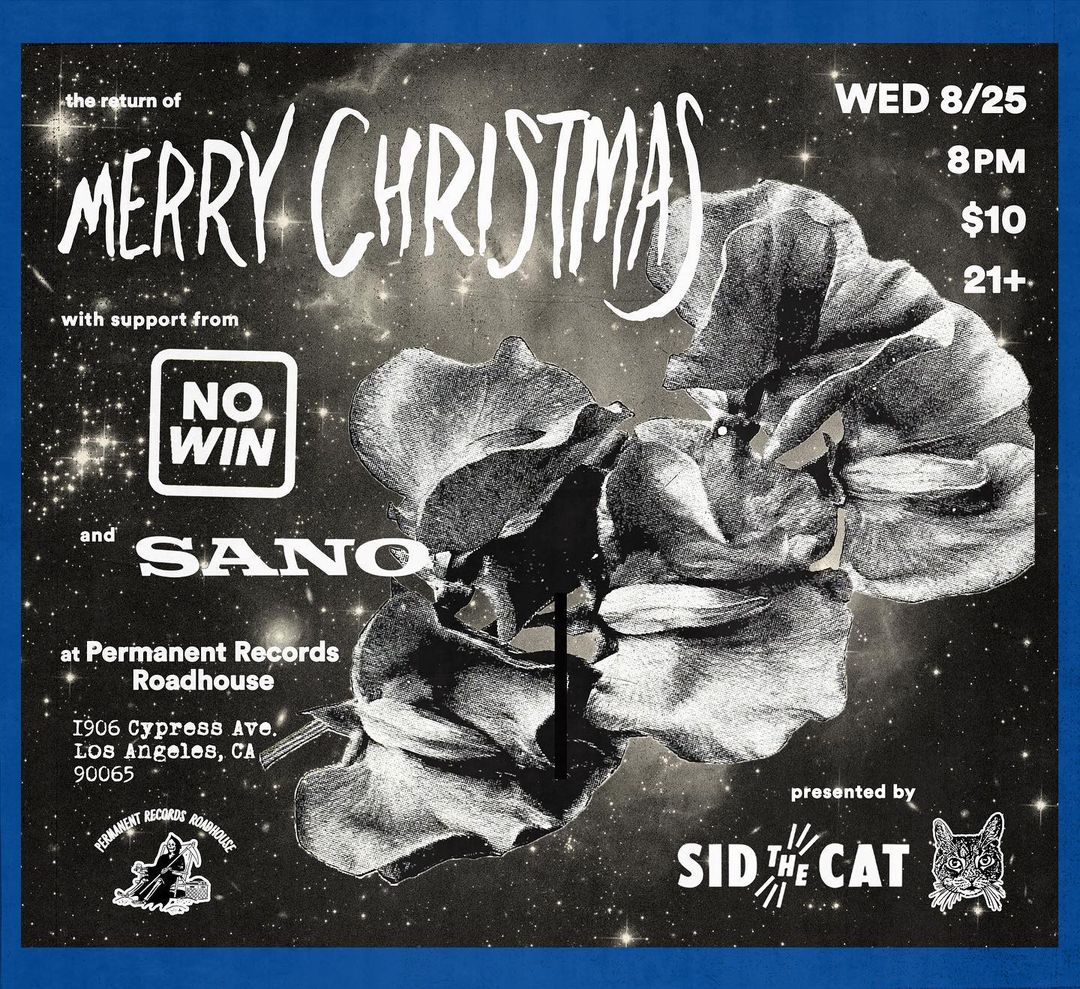 the return of
MERRY CHRISTMAS
WED 8/25
8PM
$10
21+
with support from
NO
WIN
and
SANO
at Permanent Records
Roadhouse
1906 Cypress Ave.
Los Angeles, CA
90065
PERMANENT RECORDS ROADHOUSE
presented by
SID THE CAT